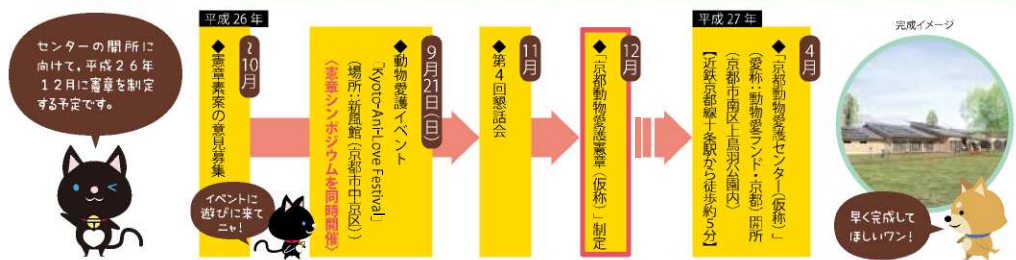 センターの開所に
向けて，平成26年
12月に憲章を制定
する予定です。
平成26年
～10月
◆憲章素案の意見募集
イベントに
遊びに来て
ニャ！
9月21日（日）
◆動物愛護イベント
「Kyoto-Ani-Love Festival」
（場所：新風館（京都市中京区））
〈憲章シンポジウムを同時開催〉
11月
◆第4回懇話会
12月
◆「京都動物愛護憲章（仮称）」制定
平成27年
4月
◆「京都動物愛護センター（仮称）」
（愛称：動物愛ランド・京都）開所
（京都市南区上鳥羽公園内）
【近鉄京都線十条駅から徒歩約5分】
完成イメージ
早く完成して
ほしいワン！